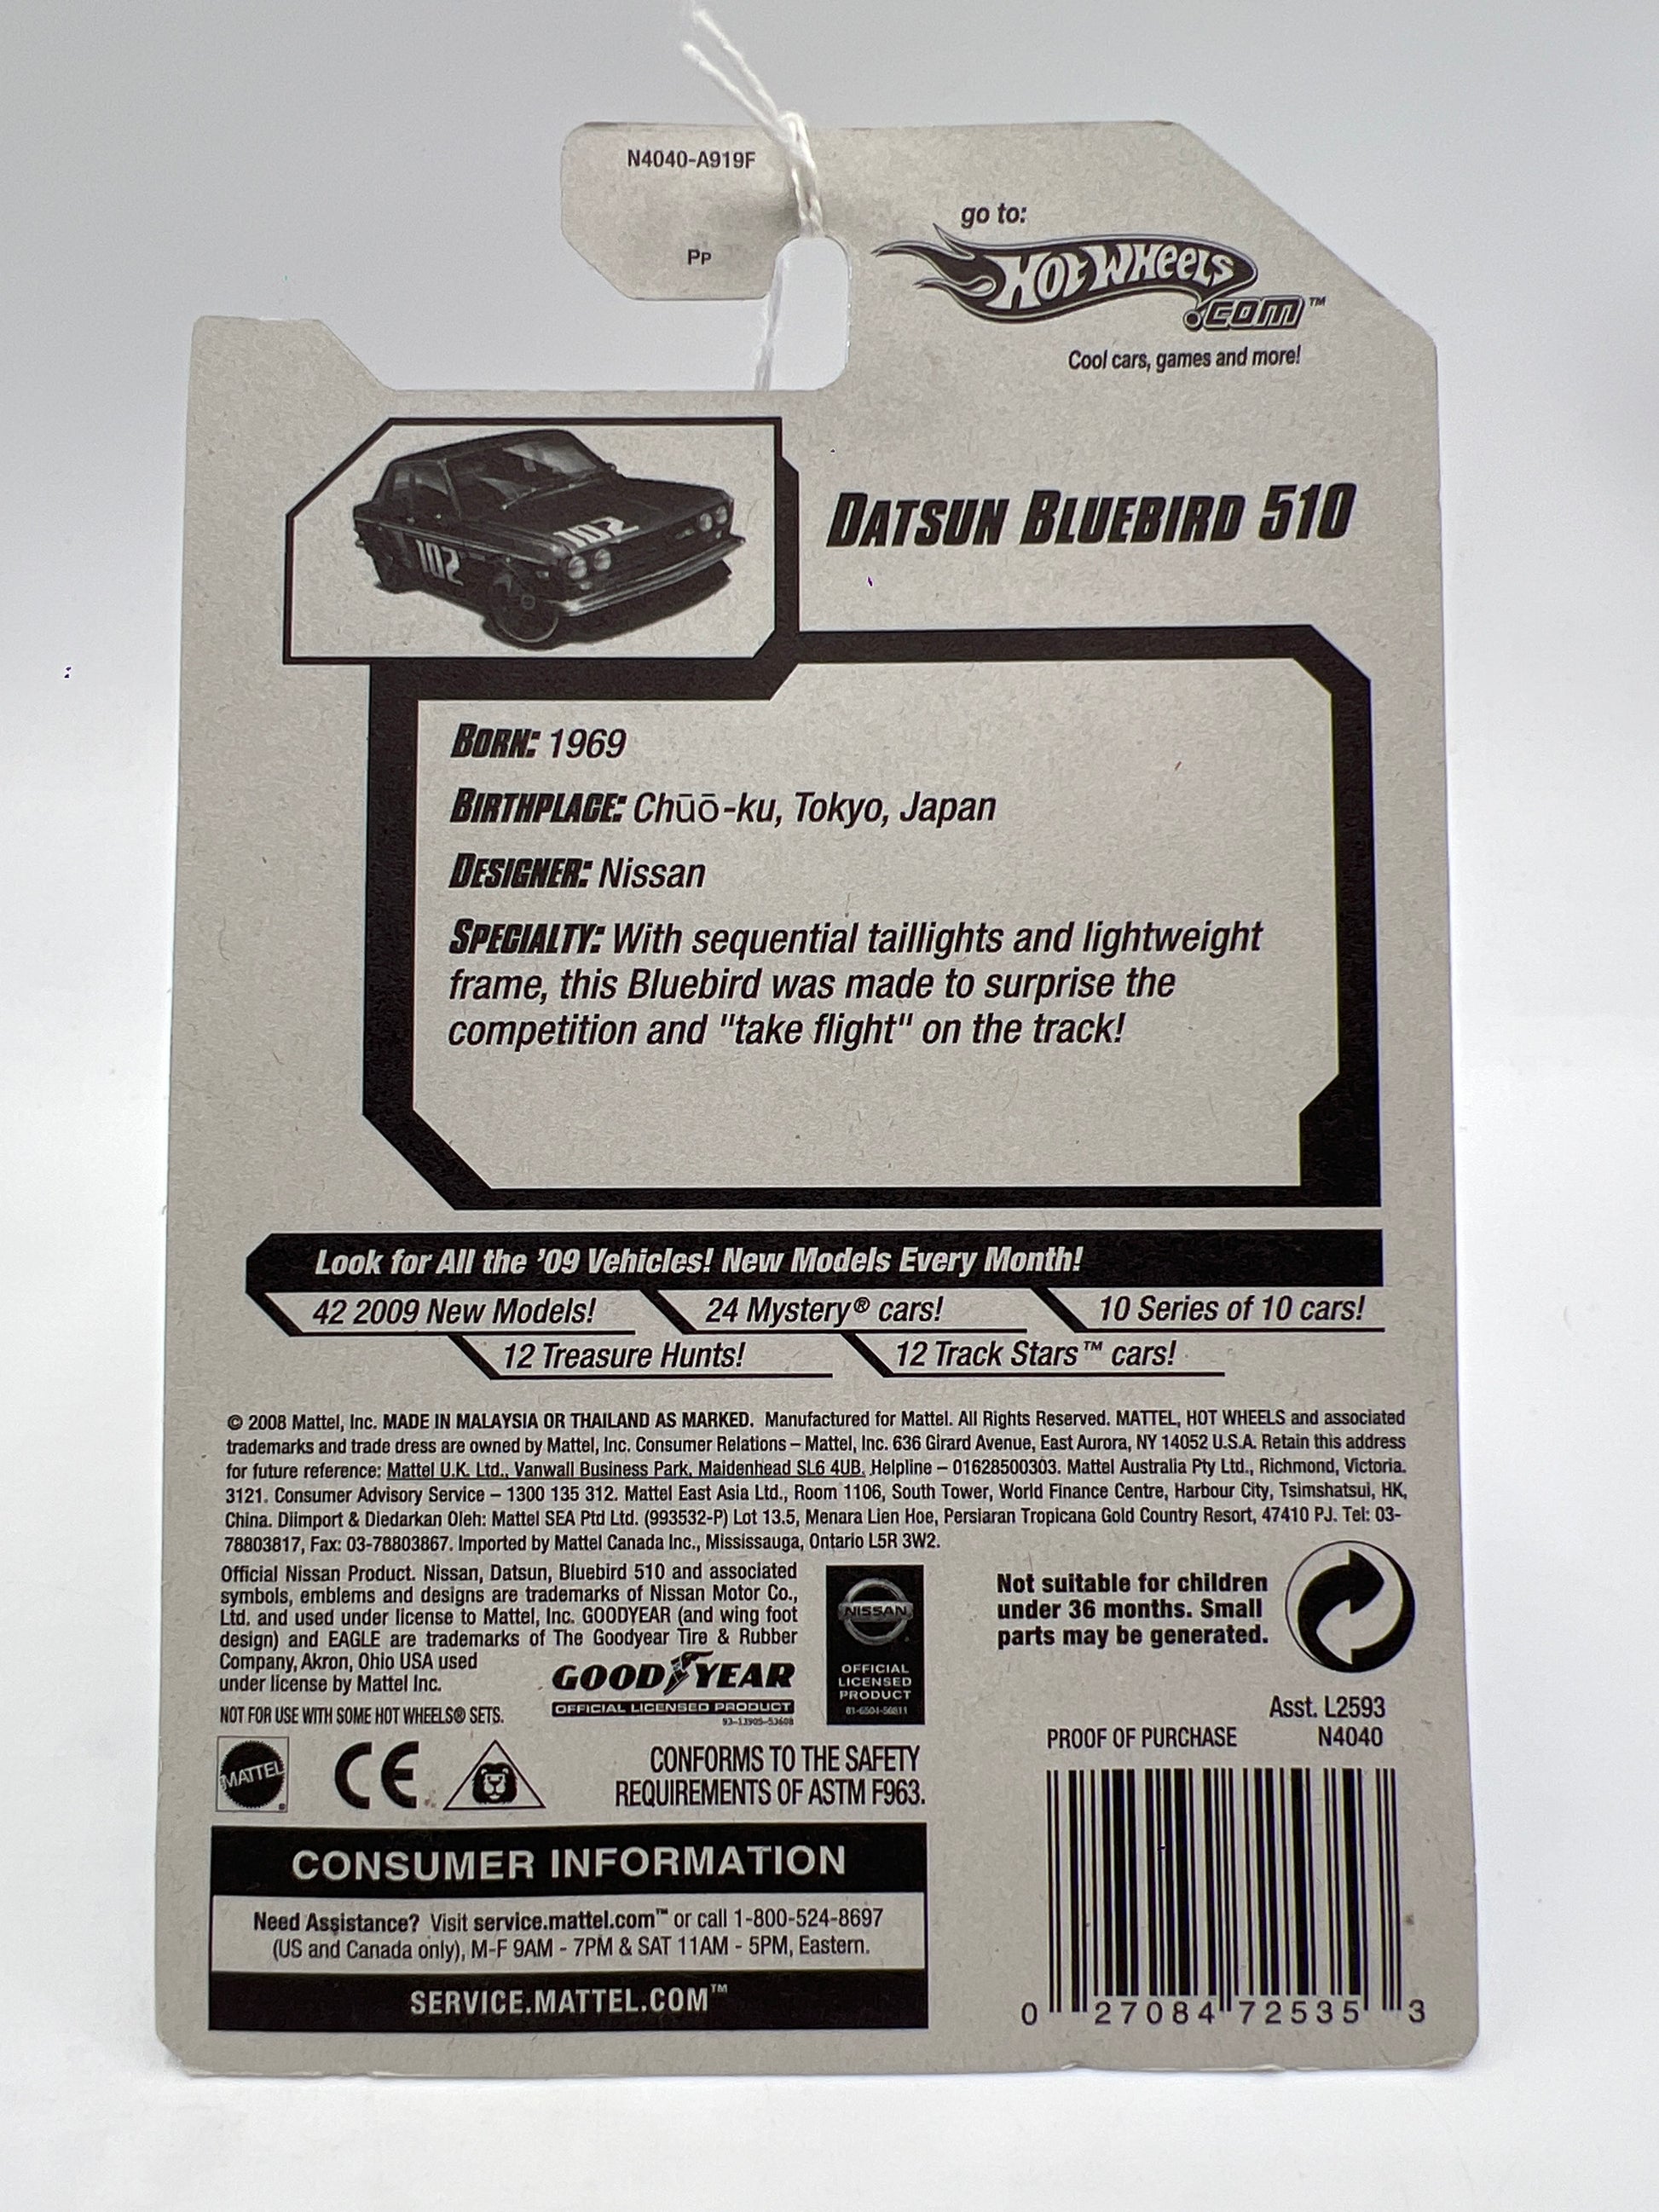 N4040-A919F
PP
go to:
HOT WHEELS
.COM™
Cool cars, games and more!
102
102
DATSUN BLUEBIRD 510
BORN: 1969
BIRTHPLACE: Chūō-ku, Tokyo, Japan
DESIGNER: Nissan
SPECIALTY: With sequential taillights and lightweight
frame, this Bluebird was made to surprise the
competition and "take flight" on the track!
Look for All the '09 Vehicles! New Models Every Month!
42 2009 New Models!
24 Mystery® cars!
10 Series of 10 cars!
12 Treasure Hunts!
12 Track Stars™ cars!
© 2008 Mattel, Inc. MADE IN MALAYSIA OR THAILAND AS MARKED. Manufactured for Mattel. All Rights Reserved. MATTEL, HOT WHEELS and associated
trademarks and trade dress are owned by Mattel, Inc. Consumer Relations – Mattel, Inc. 636 Girard Avenue, East Aurora, NY 14052 U.S.A. Retain this address
for future reference: Mattel U.K. Ltd., Vanwall Business Park, Maidenhead SL6 4UB. Helpline – 01628500303. Mattel Australia Pty Ltd., Richmond, Victoria.
3121. Consumer Advisory Service – 1300 135 312. Mattel East Asia Ltd., Room 1106, South Tower, World Finance Centre, Harbour City, Tsimshatsui, HK,
China. Diimport & Diedarkan Oleh: Mattel SEA Ptd Ltd. (993532-P) Lot 13.5, Menara Lien Hoe, Persiaran Tropicana Gold Country Resort, 47410 PJ. Tel: 03-
78803817, Fax: 03-78803867. Imported by Mattel Canada Inc., Mississauga, Ontario L5R 3W2.
Official Nissan Product. Nissan, Datsun, Bluebird 510 and associated
symbols, emblems and designs are trademarks of Nissan Motor Co.,
Ltd. and used under license to Mattel, Inc. GOODYEAR (and wing foot
design) and EAGLE are trademarks of The Goodyear Tire & Rubber
Company, Akron, Ohio USA used
under license by Mattel Inc.
NOT FOR USE WITH SOME HOT WHEELS® SETS.
GOODYEAR
OFFICIAL LICENSED PRODUCT
93-13905-53608
NISSAN
OFFICIAL
LICENSED
PRODUCT
01-6504-56811
Not suitable for children
under 36 months. Small
parts may be generated.
Asst. L2593
PROOF OF PURCHASE N4040
MATTEL
CE
CONFORMS TO THE SAFETY
REQUIREMENTS OF ASTM F963.
CONSUMER INFORMATION
Need Assistance? Visit service.mattel.com™ or call 1-800-524-8697
(US and Canada only), M-F 9AM - 7PM & SAT 11AM - 5PM, Eastern.
SERVICE.MATTEL.COM™
0 27084 72535 3